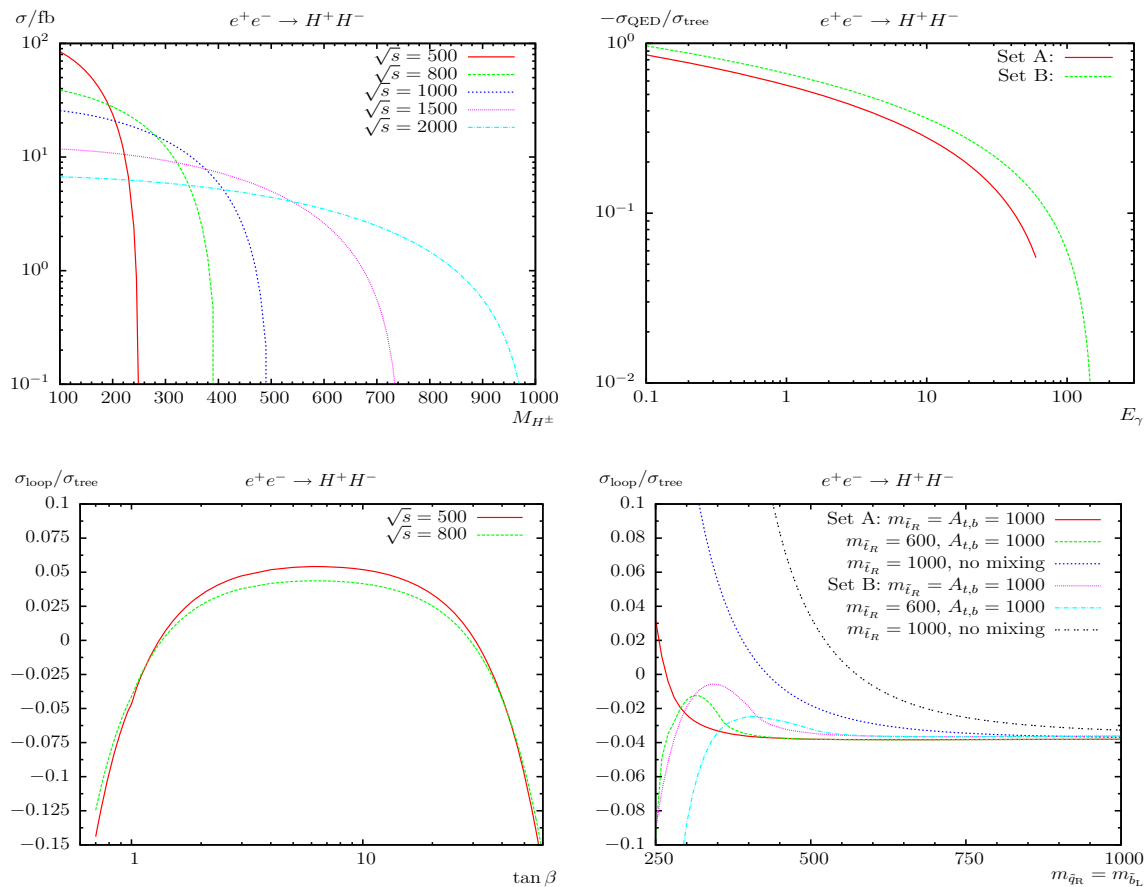 σ/fb e⁺e⁻ → H⁺H⁻
10²
10¹
10⁰
10⁻¹
√s = 500
√s = 800
√s = 1000
√s = 1500
√s = 2000
100 200 300 400 500 600 700 800 900 1000
M_{H^±}
−σ_QED/σ_tree e⁺e⁻ → H⁺H⁻
10⁰
10⁻¹
10⁻²
Set A:
Set B:
0.1 1 10 100
E_γ
σ_loop/σ_tree e⁺e⁻ → H⁺H⁻
0.1
0.075
0.05
0.025
0
−0.025
−0.05
−0.075
−0.1
−0.125
−0.15
√s = 500
√s = 800
1 10
tan β
σ_loop/σ_tree e⁺e⁻ → H⁺H⁻
0.1
0.08
0.06
0.04
0.02
0
−0.02
−0.04
−0.06
−0.08
−0.1
Set A: m_{t̃_R} = A_{t,b} = 1000
m_{t̃_R} = 600, A_{t,b} = 1000
m_{t̃_R} = 1000, no mixing
Set B: m_{t̃_R} = A_{t,b} = 1000
m_{t̃_R} = 600, A_{t,b} = 1000
m_{t̃_R} = 1000, no mixing
250 500 750 1000
m_{q̃_R} = m_{b̃_L}